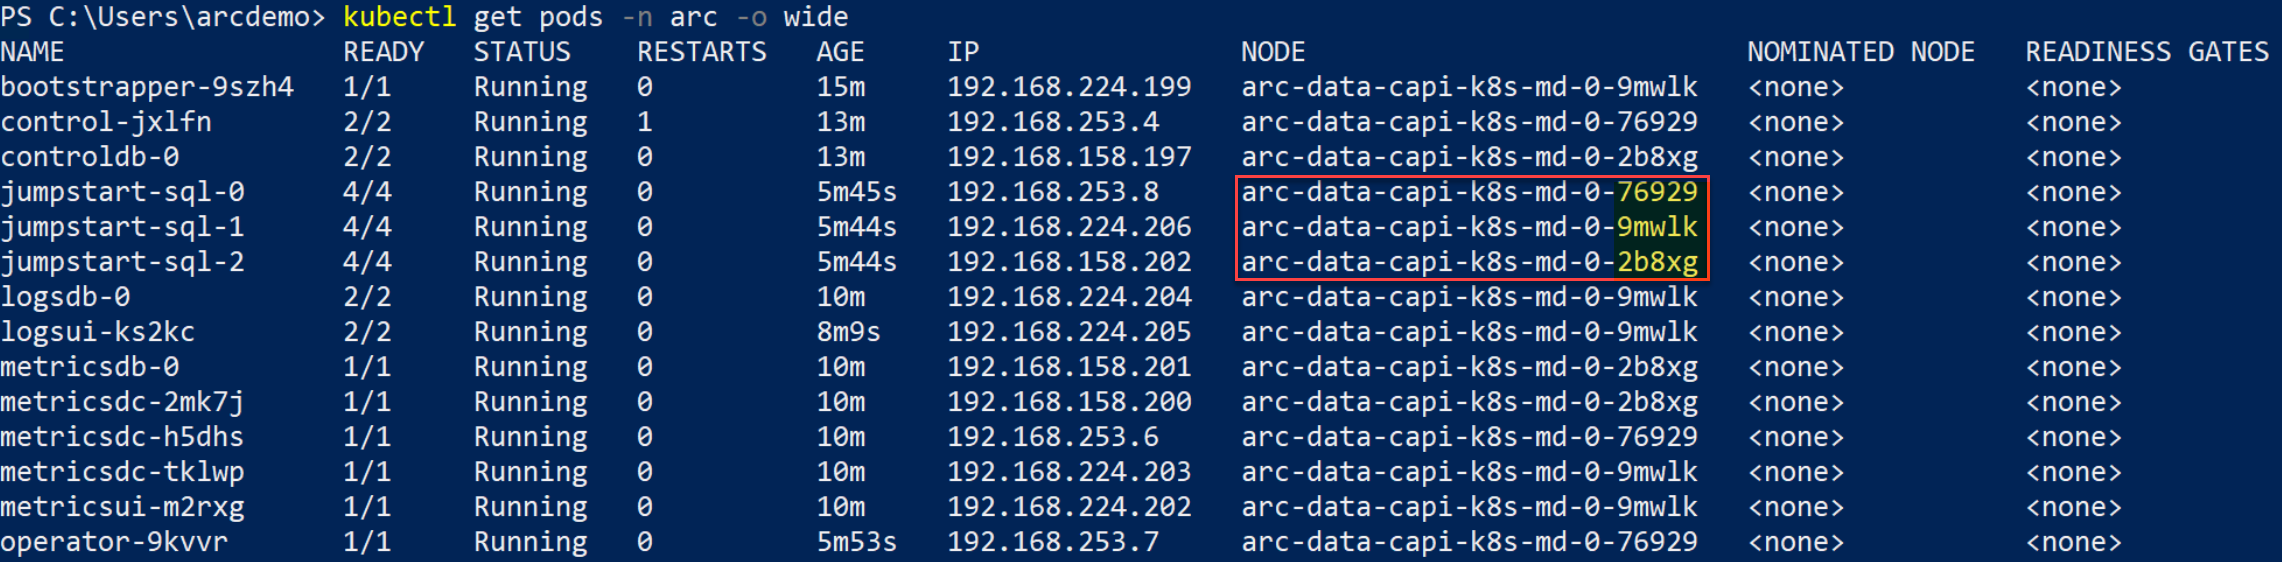 PS C:\Users\arcdemo> kubectl get pods -n arc -o wide
NAME READY STATUS RESTARTS AGE IP NODE NOMINATED NODE READINESS GATES
bootstrapper-9szh4 1/1 Running 0 15m 192.168.224.199 arc-data-capi-k8s-md-0-9mwlk <none> <none>
control-jxlfn 2/2 Running 1 13m 192.168.253.4 arc-data-capi-k8s-md-0-76929 <none> <none>
controldb-0 2/2 Running 0 13m 192.168.158.197 arc-data-capi-k8s-md-0-2b8xg <none> <none>
jumpstart-sql-0 4/4 Running 0 5m45s 192.168.253.8 arc-data-capi-k8s-md-0-76929 <none> <none>
jumpstart-sql-1 4/4 Running 0 5m44s 192.168.224.206 arc-data-capi-k8s-md-0-9mwlk <none> <none>
jumpstart-sql-2 4/4 Running 0 5m44s 192.168.158.202 arc-data-capi-k8s-md-0-2b8xg <none> <none>
logsdb-0 2/2 Running 0 10m 192.168.224.204 arc-data-capi-k8s-md-0-9mwlk <none> <none>
logsui-ks2kc 2/2 Running 0 8m9s 192.168.224.205 arc-data-capi-k8s-md-0-9mwlk <none> <none>
metricsdb-0 1/1 Running 0 10m 192.168.158.201 arc-data-capi-k8s-md-0-2b8xg <none> <none>
metricsdc-2mk7j 1/1 Running 0 10m 192.168.158.200 arc-data-capi-k8s-md-0-2b8xg <none> <none>
metricsdc-h5dhs 1/1 Running 0 10m 192.168.253.6 arc-data-capi-k8s-md-0-76929 <none> <none>
metricsdc-tklwp 1/1 Running 0 10m 192.168.224.203 arc-data-capi-k8s-md-0-9mwlk <none> <none>
metricsui-m2rxg 1/1 Running 0 10m 192.168.224.202 arc-data-capi-k8s-md-0-9mwlk <none> <none>
operator-9kvvr 1/1 Running 0 5m53s 192.168.253.7 arc-data-capi-k8s-md-0-76929 <none> <none>